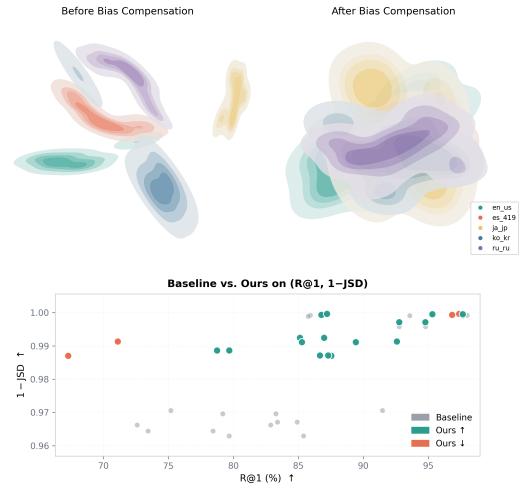 Before Bias Compensation
After Bias Compensation
en_us
es_419
ja_jp
ko_kr
ru_ru
Baseline vs. Ours on (R@1, 1−JSD)
1.00
0.99
0.98
0.97
0.96
1 − JSD ↑
70
75
80
85
90
95
R@1 (%) ↑
Baseline
Ours ↑
Ours ↓